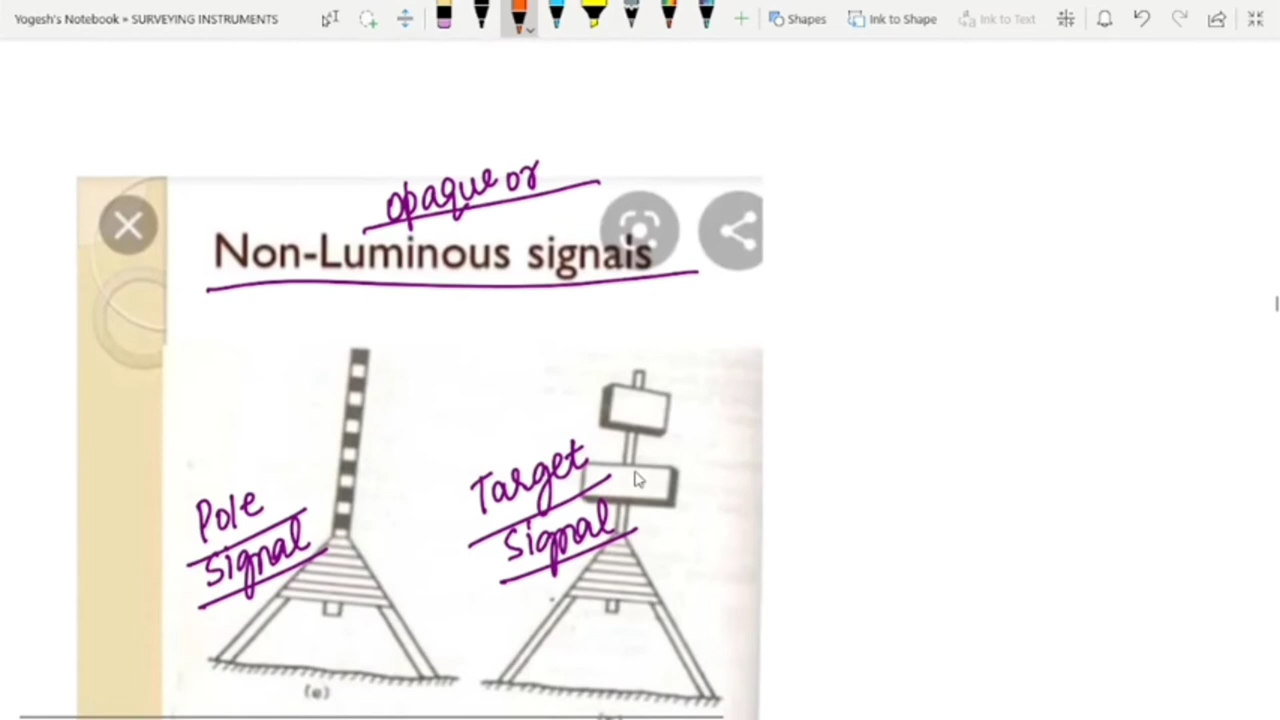 Yogesh's Notebook » SURVEYING INSTRUMENTS
Shapes
Ink to Shape
Ink to Text
opaque or
Non-Luminous signals
Pole
Signal
Target
Signal
(a)